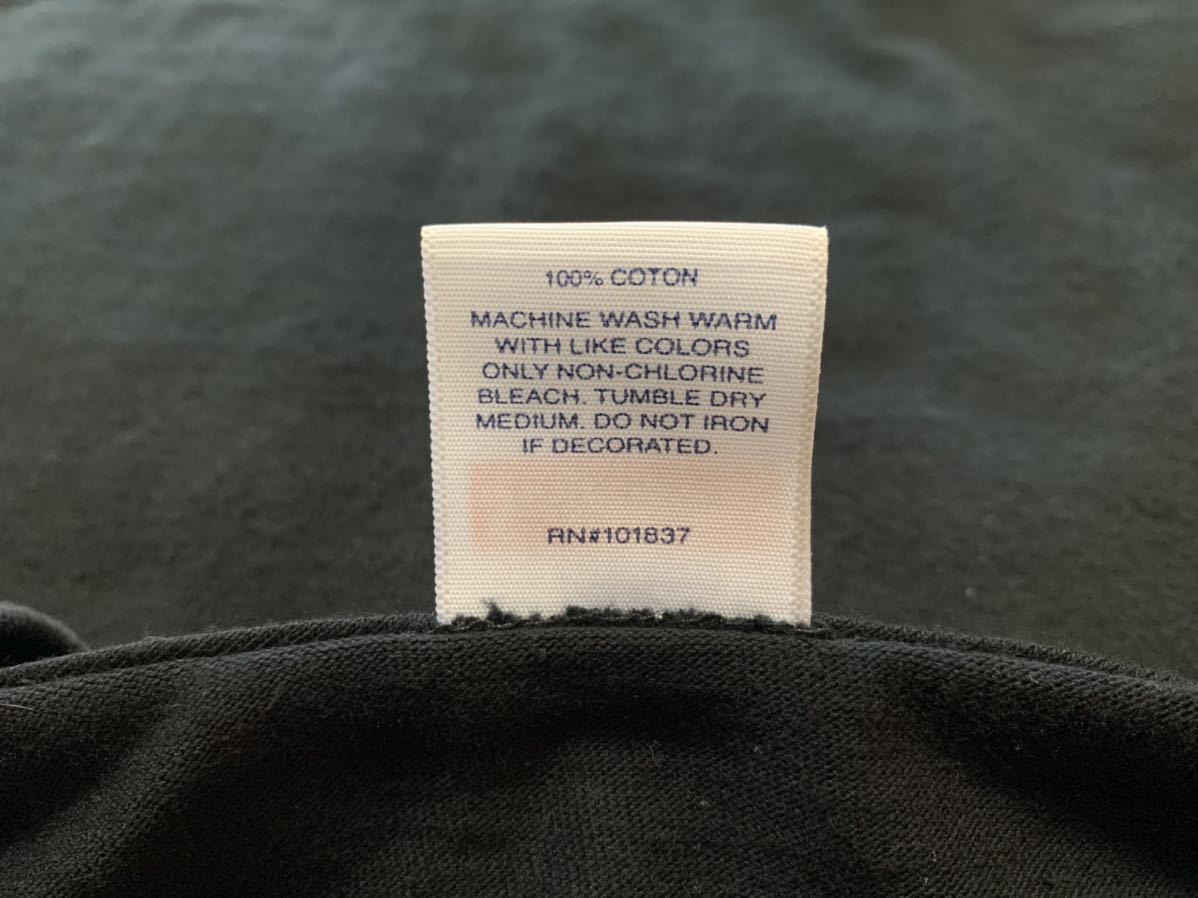 100% COTON
MACHINE WASH WARM
WITH LIKE COLORS
ONLY NON-CHLORINE
BLEACH. TUMBLE DRY
MEDIUM. DO NOT IRON
IF DECORATED.
RN#101837